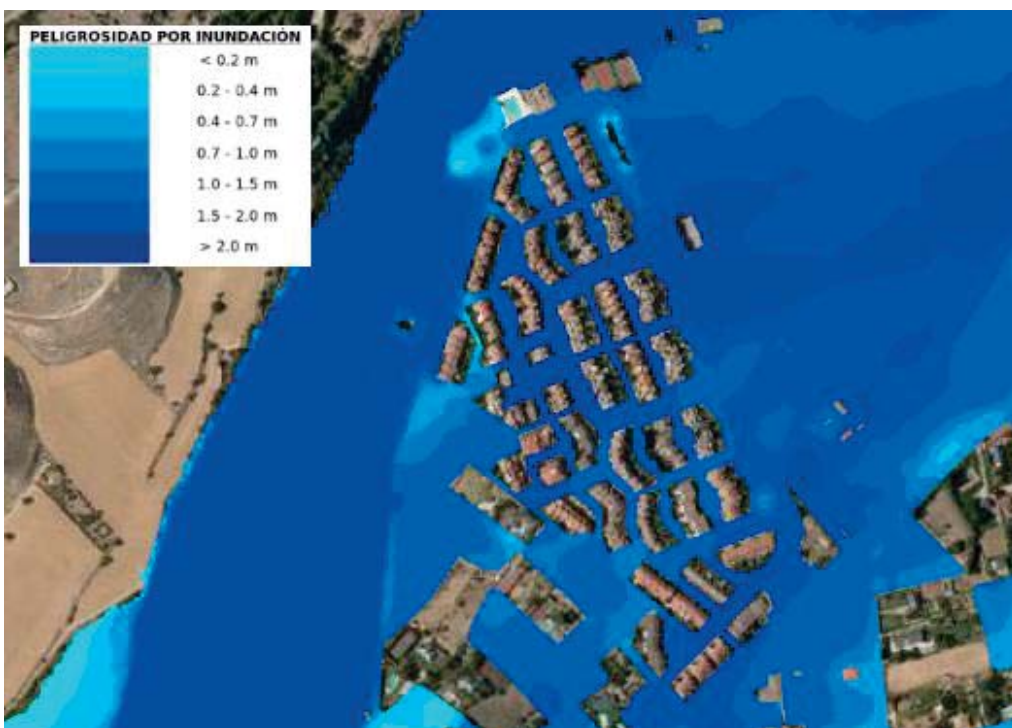 PELIGROSIDAD POR INUNDACIÓN
< 0.2 m
0.2 - 0.4 m
0.4 - 0.7 m
0.7 - 1.0 m
1.0 - 1.5 m
1.5 - 2.0 m
> 2.0 m